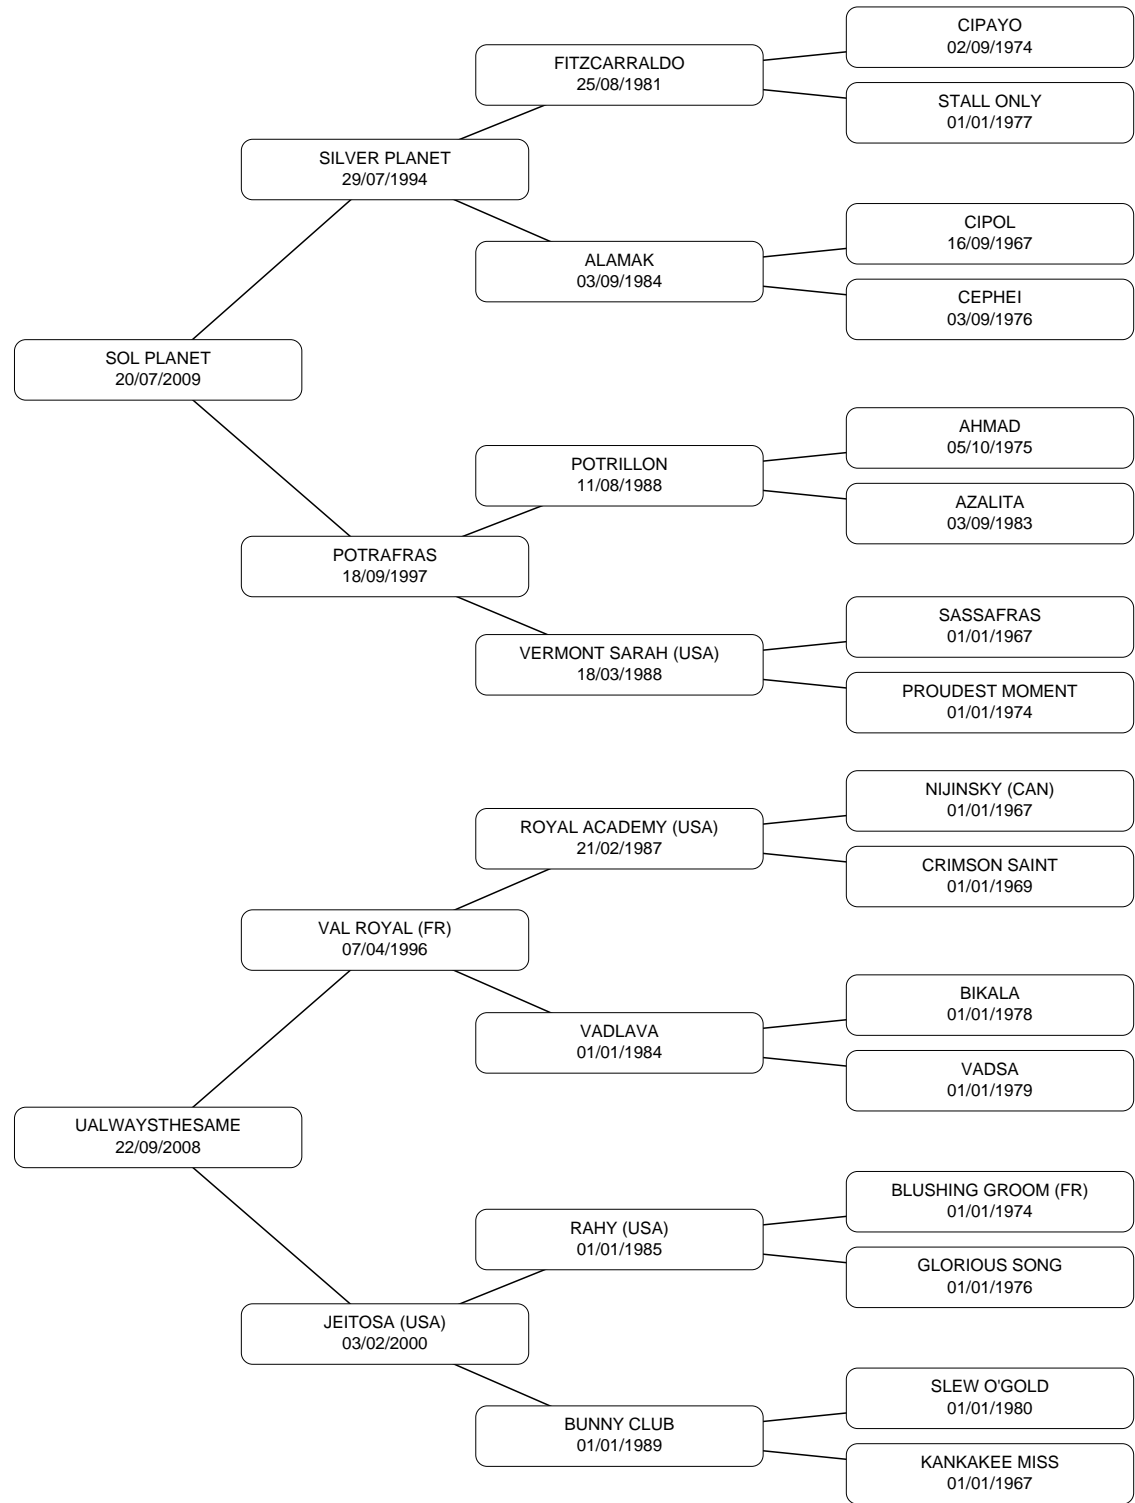 CIPAYO
02/09/1974
FITZCARRALDO
25/08/1981
STALL ONLY
01/01/1977
SILVER PLANET
29/07/1994
CIPOL
16/09/1967
ALAMAK
03/09/1984
CEPHEI
03/09/1976
SOL PLANET
20/07/2009
AHMAD
05/10/1975
POTRILLON
11/08/1988
AZALITA
03/09/1983
POTRAFRAS
18/09/1997
SASSAFRAS
01/01/1967
VERMONT SARAH (USA)
18/03/1988
PROUDEST MOMENT
01/01/1974
NIJINSKY (CAN)
01/01/1967
ROYAL ACADEMY (USA)
21/02/1987
CRIMSON SAINT
01/01/1969
VAL ROYAL (FR)
07/04/1996
BIKALA
01/01/1978
VADLAVA
01/01/1984
VADSA
01/01/1979
UALWAYSTHESAME
22/09/2008
BLUSHING GROOM (FR)
01/01/1974
RAHY (USA)
01/01/1985
GLORIOUS SONG
01/01/1976
JEITOSA (USA)
03/02/2000
SLEW O'GOLD
01/01/1980
BUNNY CLUB
01/01/1989
KANKAKEE MISS
01/01/1967